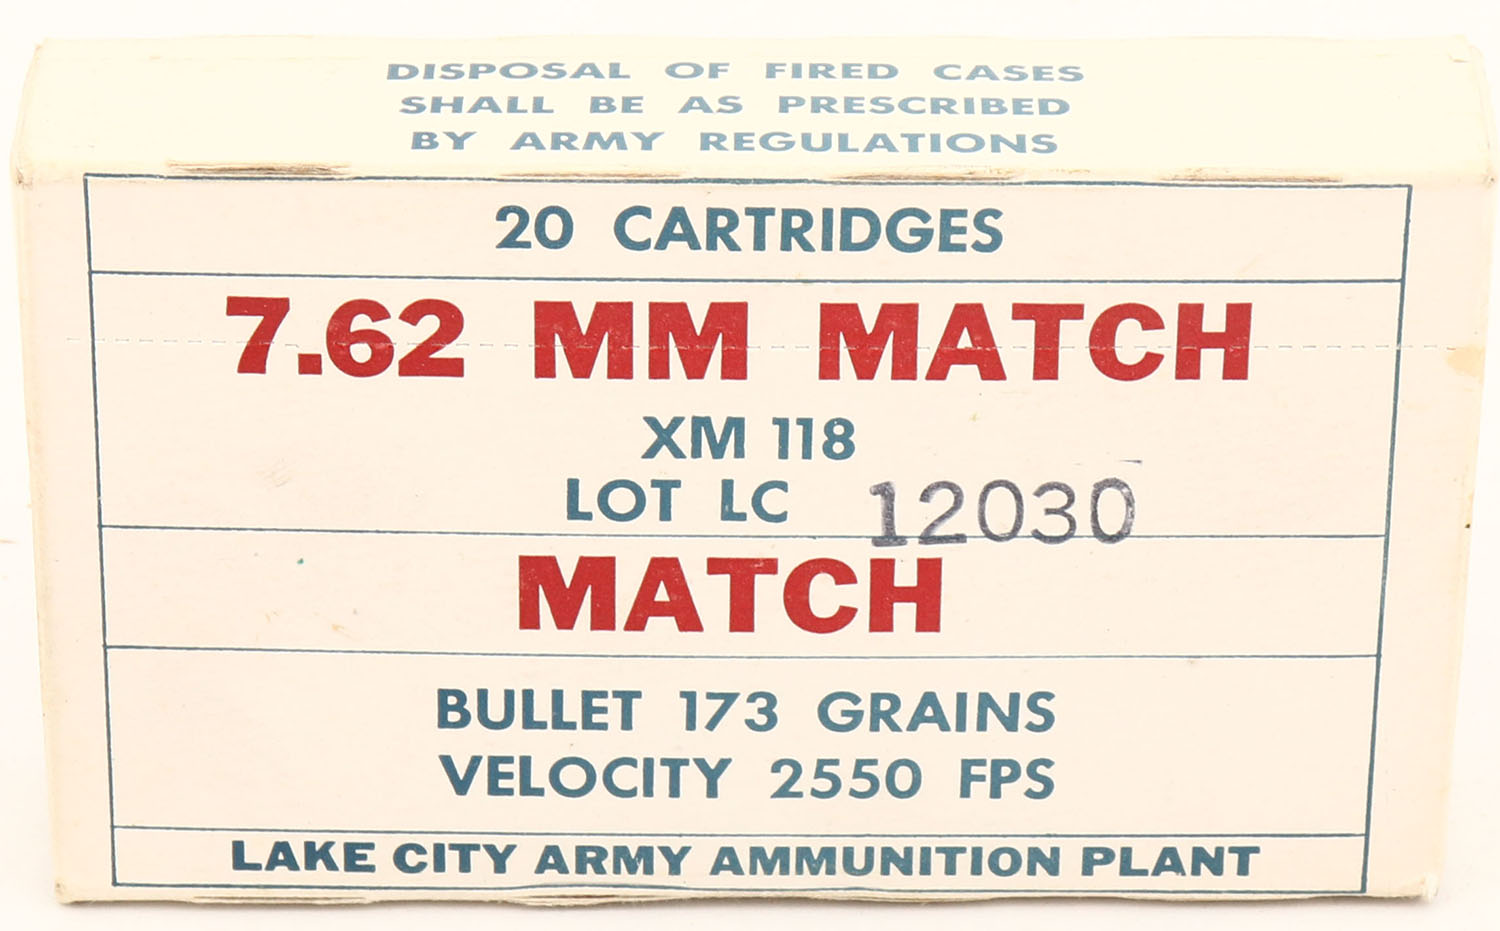 DISPOSAL OF FIRED CASES
SHALL BE AS PRESCRIBED
BY ARMY REGULATIONS
20 CARTRIDGES
7.62 MM MATCH
XM 118
LOT LC 12030
MATCH
BULLET 173 GRAINS
VELOCITY 2550 FPS
LAKE CITY ARMY AMMUNITION PLANT